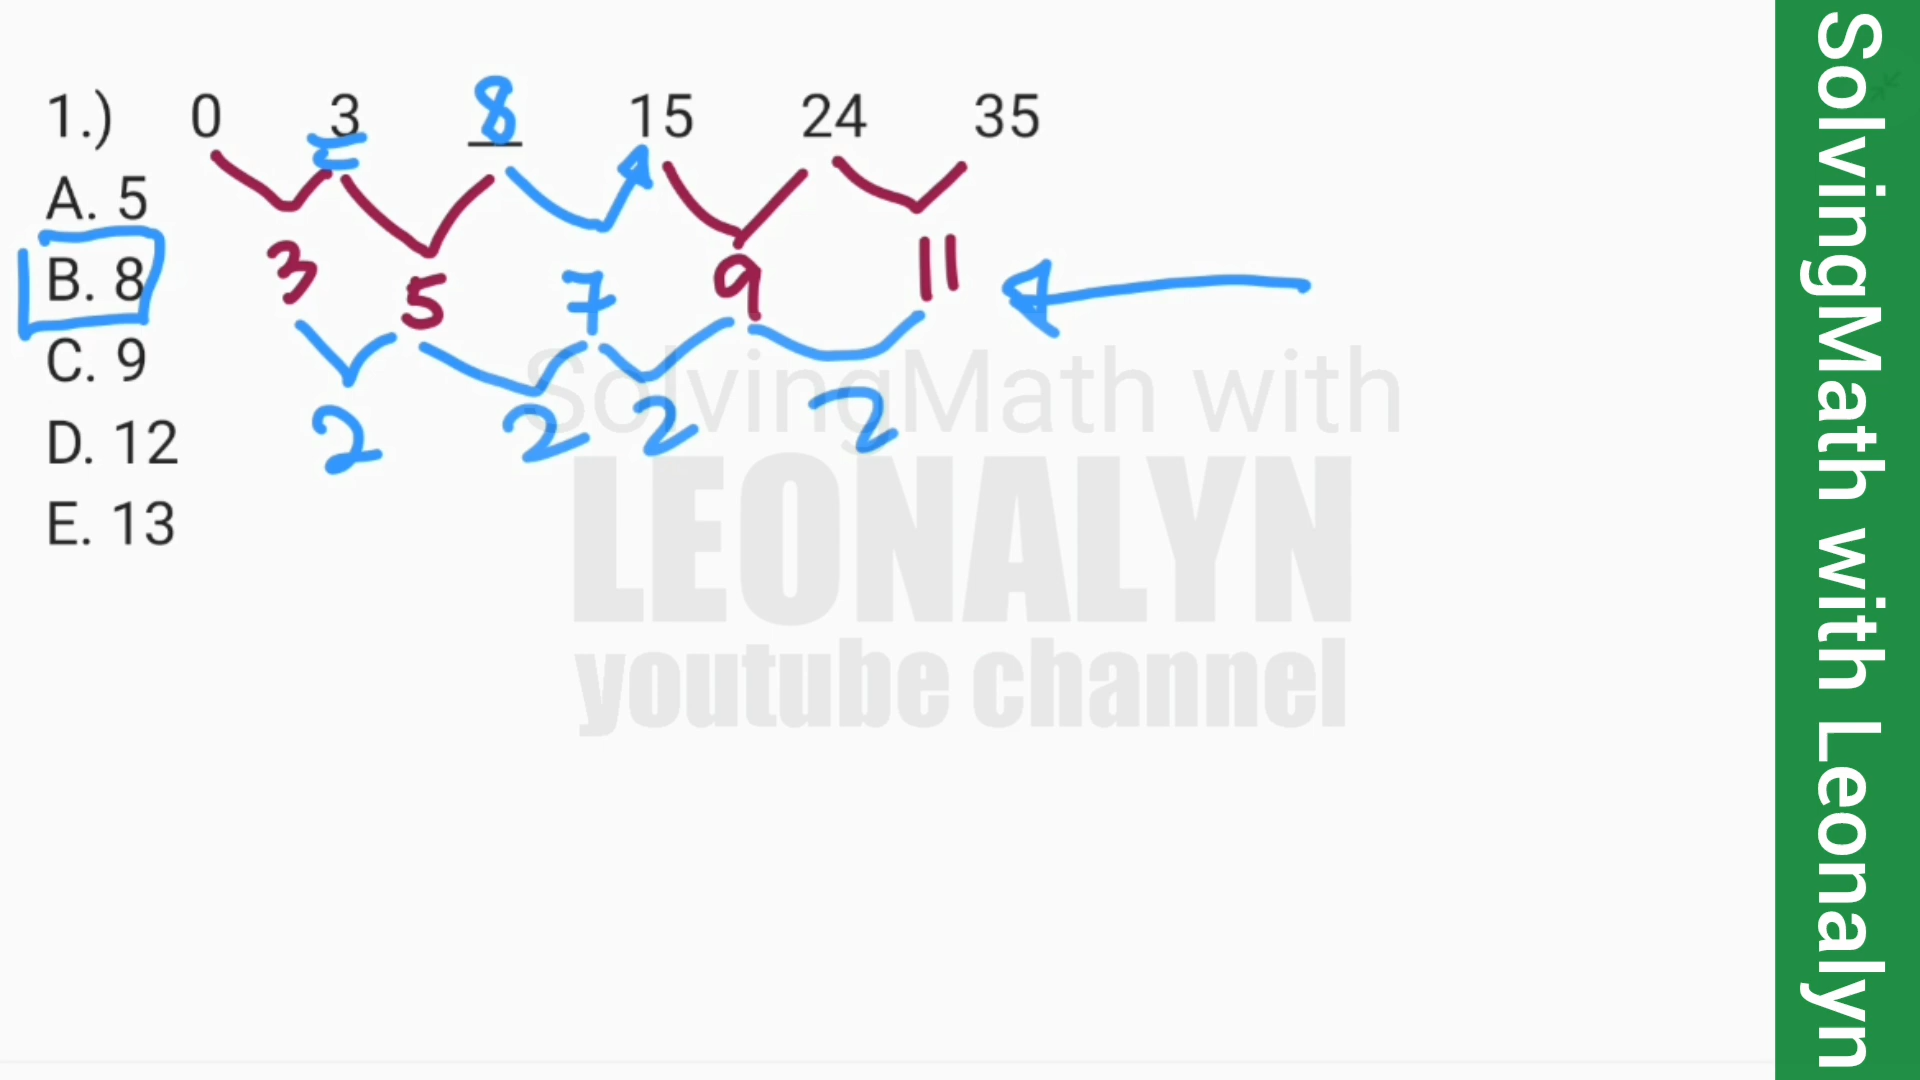 1.) 0 3 8 15 24 35
A. 5
B. 8
C. 9
D. 12
E. 13
3 5 7 9 11
2 2 2 2
SolvingMath with
LEONALYN
youtube channel
SolvingMath with Leonalyn